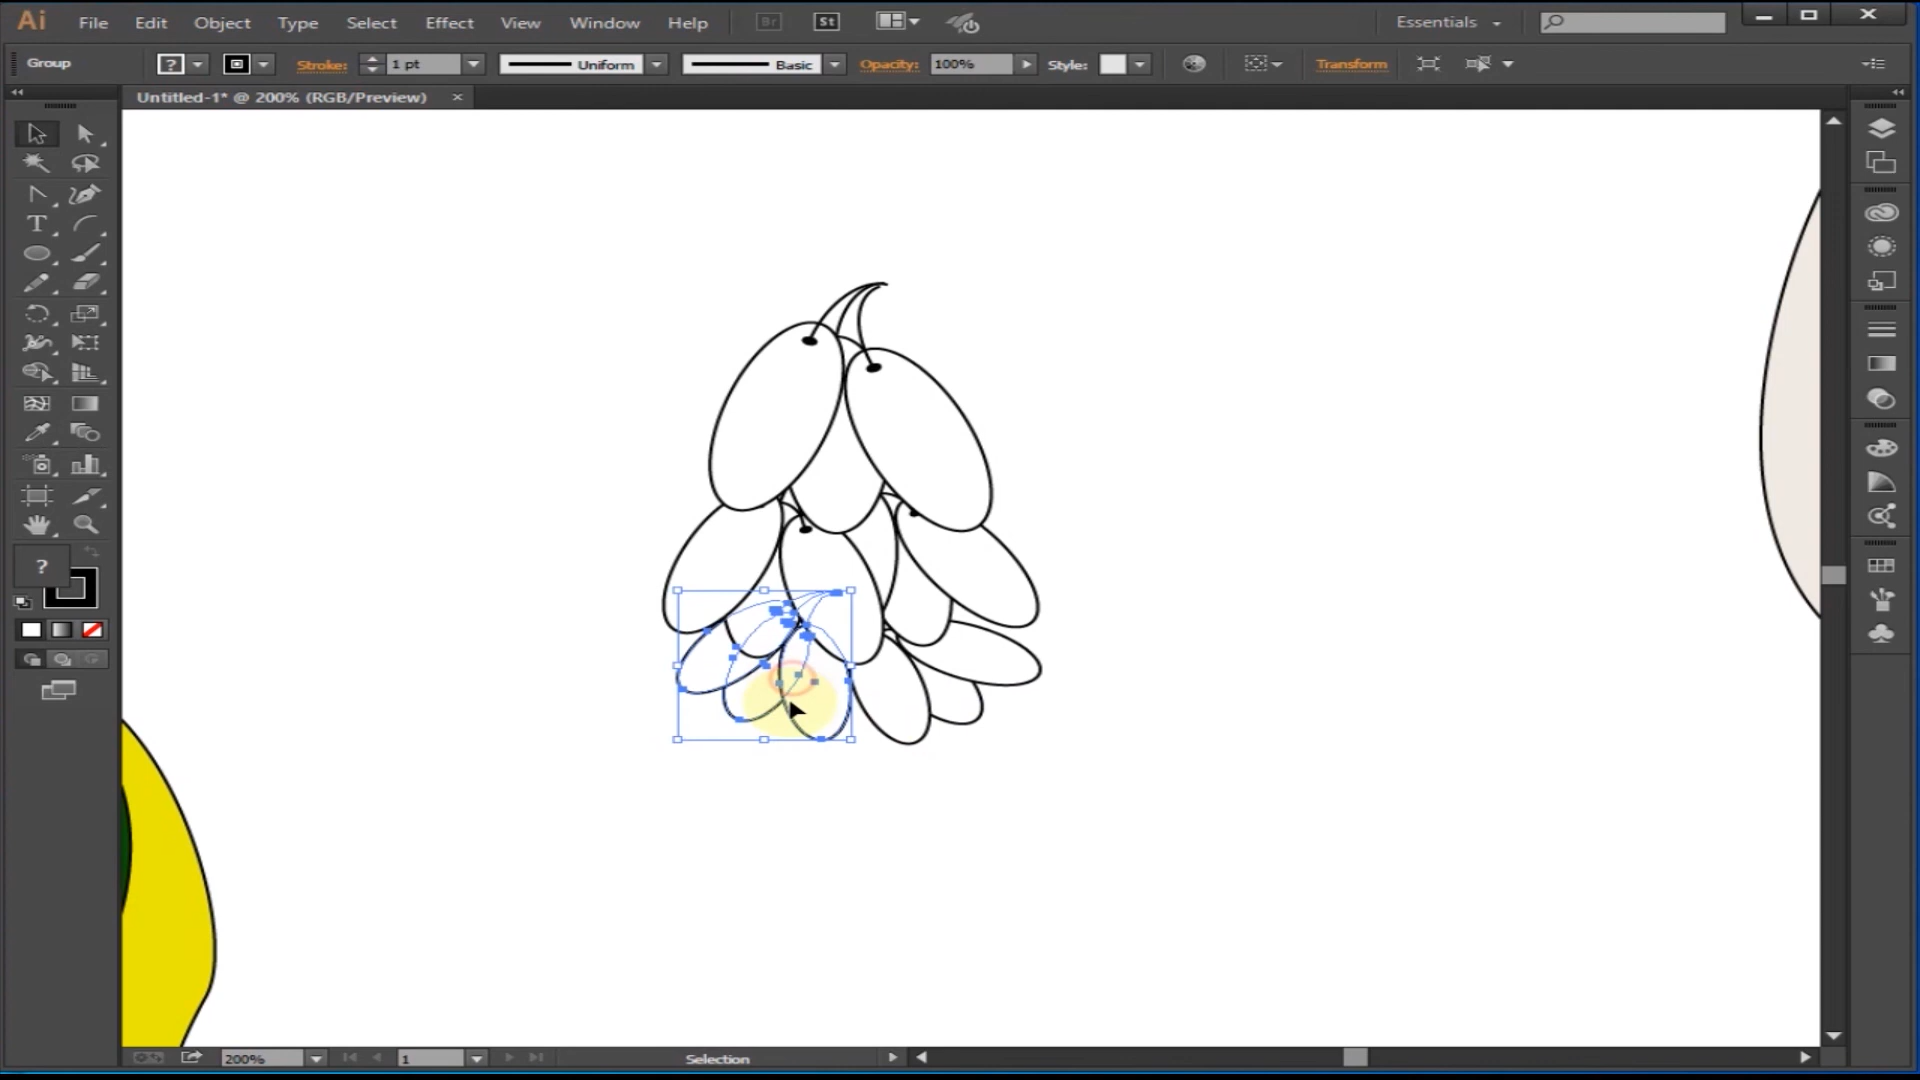 Ai File Edit Object Type Select Effect View Window Help Br St Essentials
Group ? Stroke: 1 pt Uniform Basic Opacity: 100% Style: Transform
Untitled-1* @ 200% (RGB/Preview) ×
T
?
200% 1 Selection